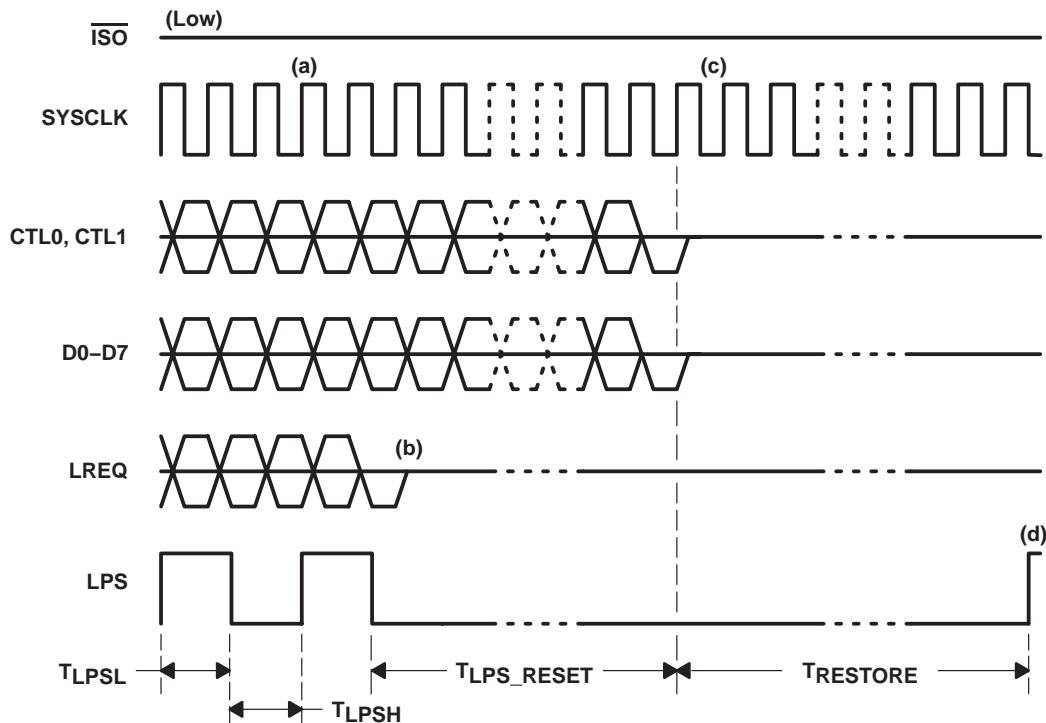 (Low)
ISO
(a)
(c)
SYSCLK
CTL0, CTL1
D0–D7
(b)
LREQ
(d)
LPS
TLPSL
TLPS_RESET
TRESTORE
TLPSH